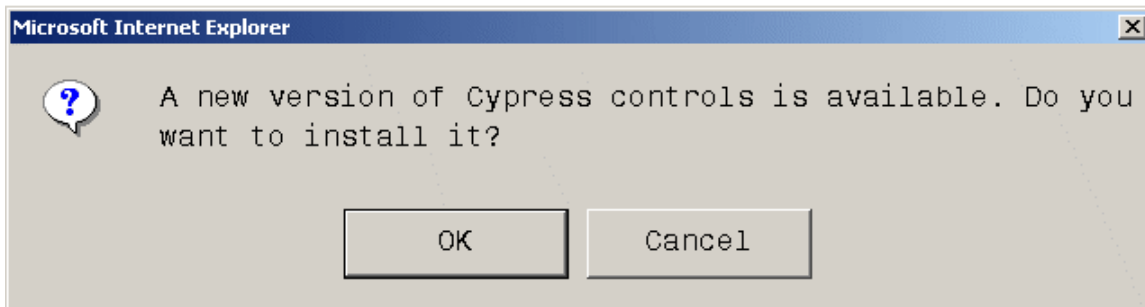 Microsoft Internet Explorer
?
A new version of Cypress controls is available. Do you
want to install it?
OK
Cancel